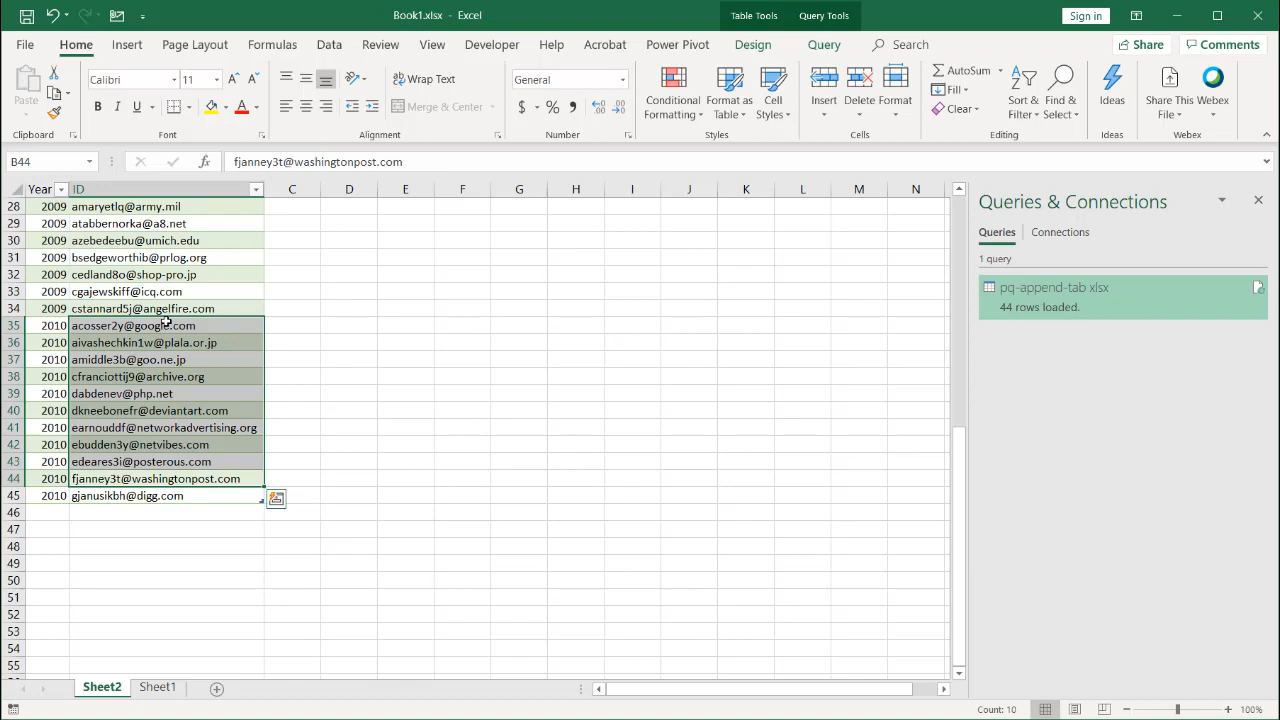 Book1.xlsx - Excel
Table Tools
Query Tools
Sign in
File Home Insert Page Layout Formulas Data Review View Developer Help Acrobat Power Pivot Design Query Search Share Comments
Paste
Clipboard
Calibri 11
B I U A
Font
Wrap Text
Merge & Center
Alignment
General
$ % ,
Number
Conditional Formatting
Format as Table
Cell Styles
Styles
Insert
Delete
Format
Cells
AutoSum
Fill
Clear
Sort & Filter
Find & Select
Editing
Ideas
Ideas
Share This File
Webex
Webex
B44 fx fjanney3t@washingtonpost.com
Year ID C D E F G H I J K L M N
28 2009 amaryetlq@army.mil
29 2009 atabbernorka@a8.net
30 2009 azebedeebu@umich.edu
31 2009 bsedgeworthib@prlog.org
32 2009 cedland8o@shop-pro.jp
33 2009 cgajewskiff@icq.com
34 2009 cstannard5j@angelfire.com
35 2010
36 2010 aivashechkin1w@plala.or.jp
37 2010 amiddle3b@goo.ne.jp
38 2010 cfranciottij9@archive.org
39 2010 dabdenev@php.net
40 2010 dkneebonefr@deviantart.com
41 2010 earnouddf@networkadvertising.org
42 2010 ebudden3y@netvibes.com
43 2010 edeares3i@posterous.com
44 2010 fjanney3t@washingtonpost.com
45 2010 gjanusikbh@digg.com
46
47
48
49
50
51
52
53
54
55
Queries & Connections
Queries Connections
1 query
pq-append-tab xlsx
44 rows loaded.
Sheet2 Sheet1
Count: 10
100%